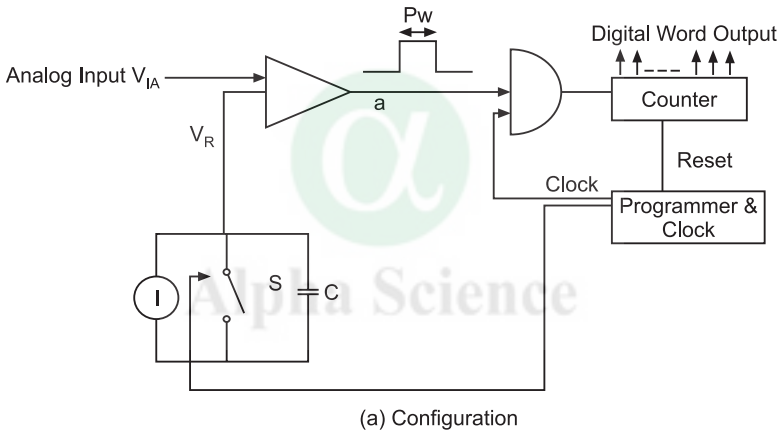 Pw
Digital Word Output
Analog Input V_IA
a
Counter
V_R
Reset
Clock
Programmer &
Clock
I
S
C
α
Alpha Science
(a) Configuration